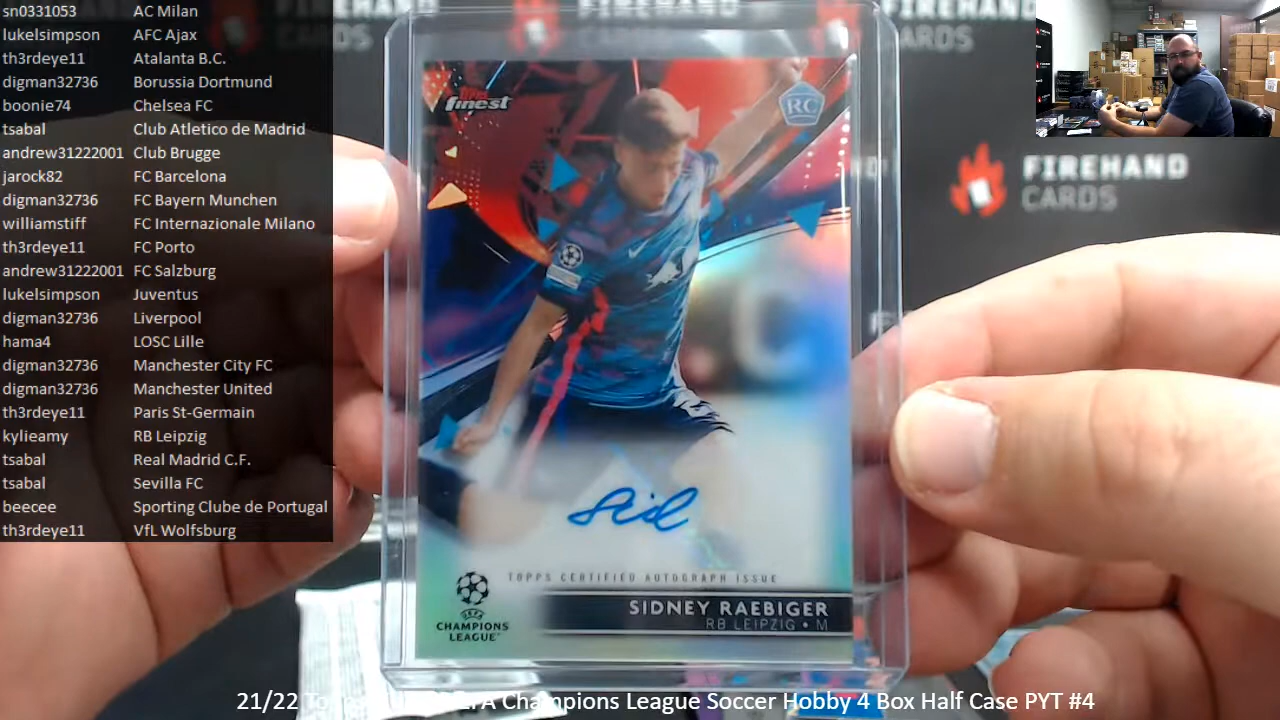 sn0331053 AC Milan
lukelsimpson AFC Ajax
th3rdeye11 Atalanta B.C.
digman32736 Borussia Dortmund
boonie74 Chelsea FC
tsabal Club Atletico de Madrid
andrew31222001 Club Brugge
jarock82 FC Barcelona
digman32736 FC Bayern Munchen
williamstiff FC Internazionale Milano
th3rdeye11 FC Porto
andrew31222001 FC Salzburg
lukelsimpson Juventus
digman32736 Liverpool
hama4 LOSC Lille
digman32736 Manchester City FC
digman32736 Manchester United
th3rdeye11 Paris St-Germain
kylieamy RB Leipzig
tsabal Real Madrid C.F.
tsabal Sevilla FC
beecee Sporting Clube de Portugal
th3rdeye11 VfL Wolfsburg
FIREHAND
CARDS
Topps
finest
RC
FIREHAND
CARDS
TOPPS CERTIFIED AUTOGRAPH ISSUE
SIDNEY RAEBIGER
RB LEIPZIG • M
UEFA
CHAMPIONS
LEAGUE
21/22 Champions League Soccer Hobby 4 Box Half Case PYT #4